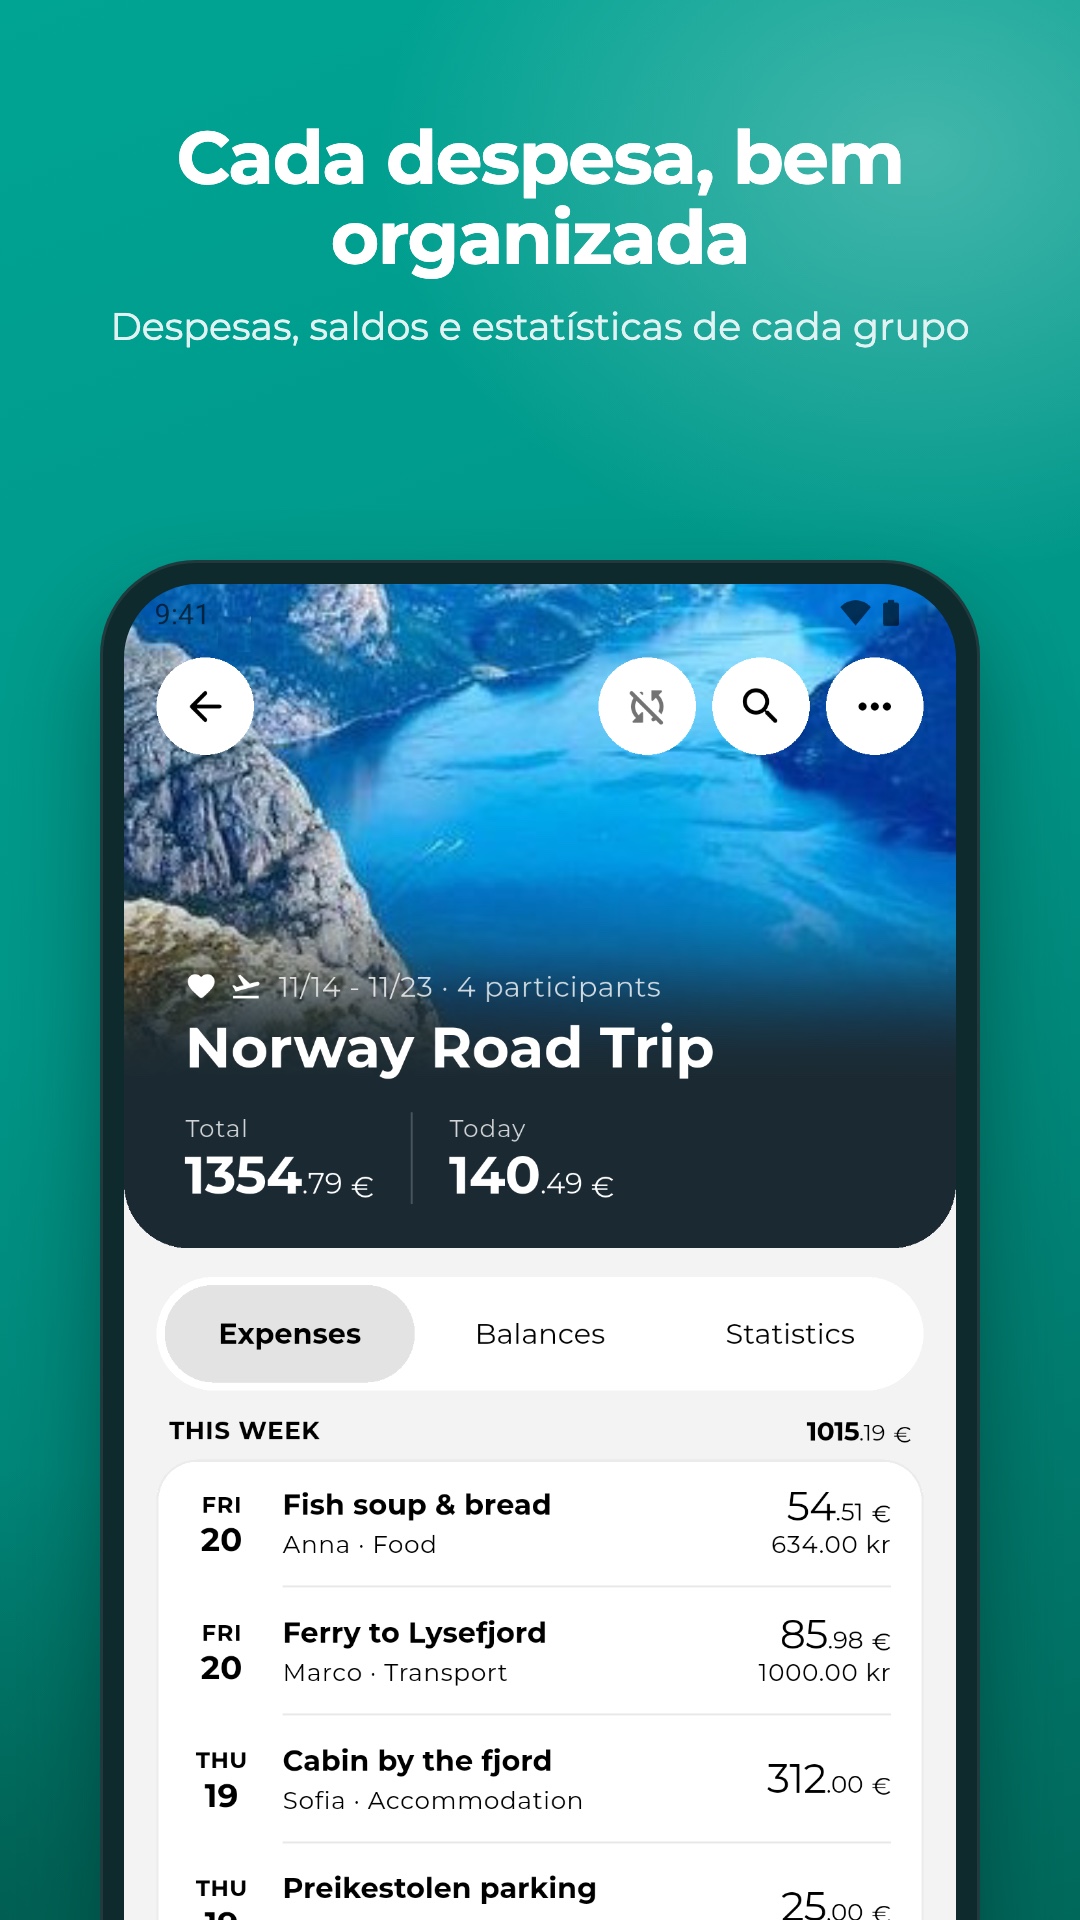 Cada despesa, bem
organizada
Despesas, saldos e estatísticas de cada grupo
9:41
11/14 - 11/23 · 4 participants
Norway Road Trip
Total Today
1354.79 € 140.49 €
Expenses Balances Statistics
THIS WEEK 1015.19 €
FRI Fish soup & bread 54.51 €
20 Anna · Food 634.00 kr
FRI Ferry to Lysefjord 85.98 €
20 Marco · Transport 1000.00 kr
THU Cabin by the fjord 312.00 €
19 Sofia · Accommodation
THU Preikestolen parking 25.00 €